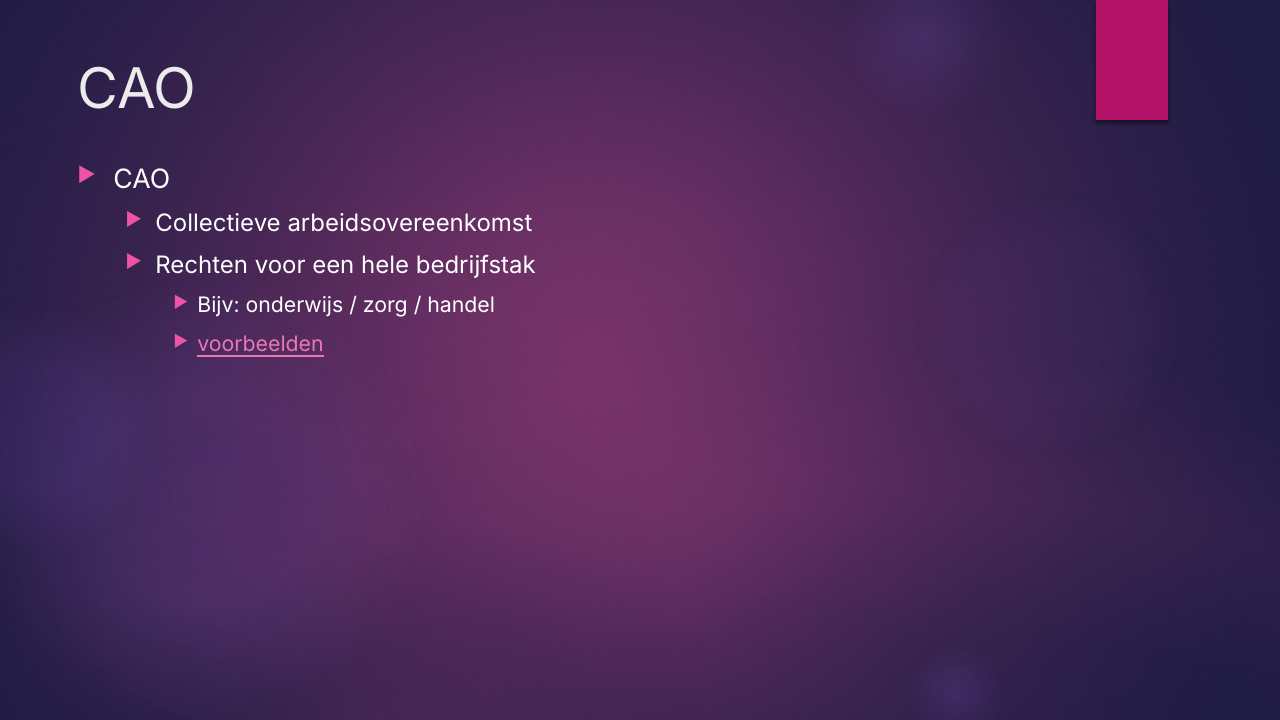 CAO
CAO
Collectieve arbeidsovereenkomst
Rechten voor een hele bedrijfstak
Bijv: onderwijs / zorg / handel
voorbeelden